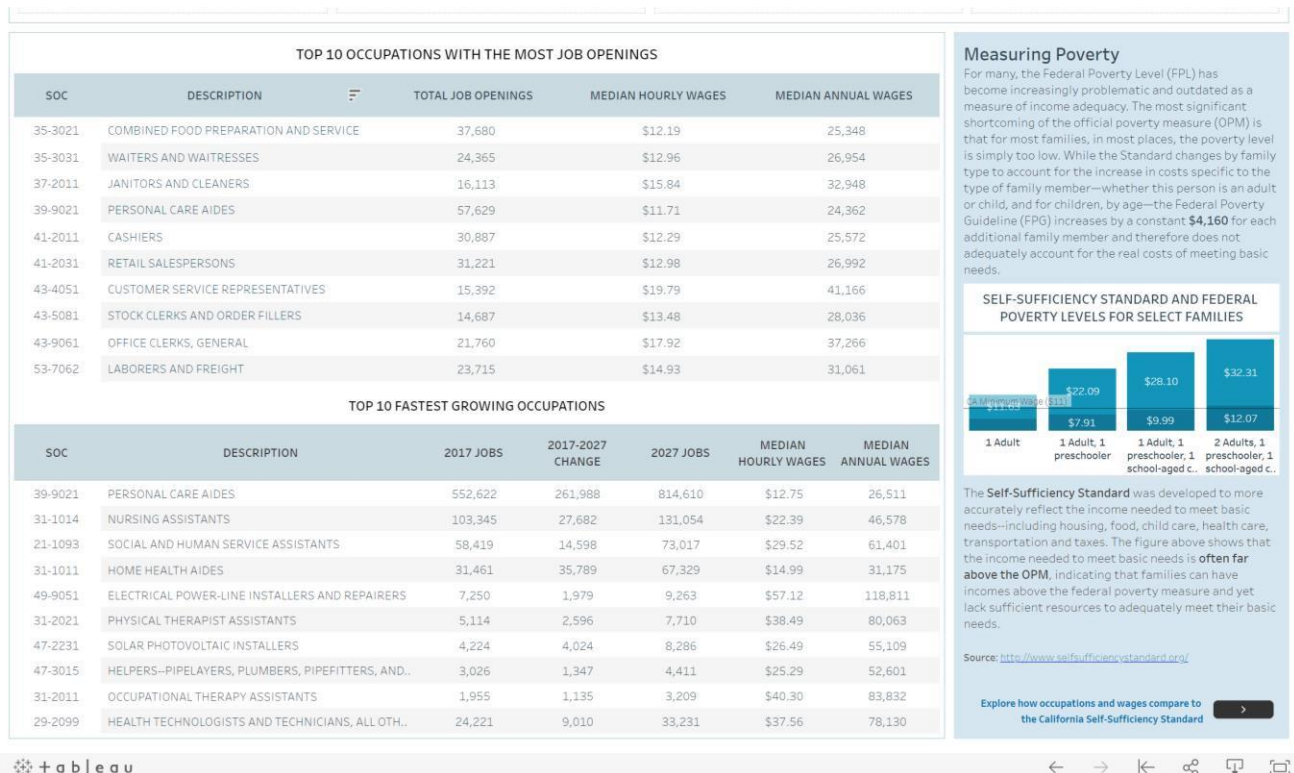 TOP 10 OCCUPATIONS WITH THE MOST JOB OPENINGS
SOC DESCRIPTION TOTAL JOB OPENINGS MEDIAN HOURLY WAGES MEDIAN ANNUAL WAGES
35-3021 COMBINED FOOD PREPARATION AND SERVICE 37,680 $12.19 25,348
35-3031 WAITERS AND WAITRESSES 24,365 $12.96 26,954
37-2011 JANITORS AND CLEANERS 16,113 $15.84 32,948
39-9021 PERSONAL CARE AIDES 57,629 $11.71 24,362
41-2011 CASHIERS 30,887 $12.29 25,572
41-2031 RETAIL SALESPERSONS 31,221 $12.98 26,992
43-4051 CUSTOMER SERVICE REPRESENTATIVES 15,392 $19.79 41,166
43-5081 STOCK CLERKS AND ORDER FILLERS 14,687 $13.48 28,036
43-9061 OFFICE CLERKS, GENERAL 21,760 $17.92 37,266
53-7062 LABORERS AND FREIGHT 23,715 $14.93 31,061
TOP 10 FASTEST GROWING OCCUPATIONS
SOC DESCRIPTION 2017 JOBS 2017-2027 CHANGE 2027 JOBS MEDIAN HOURLY WAGES MEDIAN ANNUAL WAGES
39-9021 PERSONAL CARE AIDES 552,622 261,988 814,610 $12.75 26,511
31-1014 NURSING ASSISTANTS 103,345 27,682 131,054 $22.39 46,578
21-1093 SOCIAL AND HUMAN SERVICE ASSISTANTS 58,419 14,598 73,017 $29.52 61,401
31-1011 HOME HEALTH AIDES 31,461 35,789 67,329 $14.99 31,175
49-9051 ELECTRICAL POWER-LINE INSTALLERS AND REPAIRERS 7,250 1,979 9,263 $57.12 118,811
31-2021 PHYSICAL THERAPIST ASSISTANTS 5,114 2,596 7,710 $38.49 80,063
47-2231 SOLAR PHOTOVOLTAIC INSTALLERS 4,224 4,024 8,286 $26.49 55,109
47-3015 HELPERS--PIPELAYERS, PLUMBERS, PIPEFITTERS, AND.. 3,026 1,347 4,411 $25.29 52,601
31-2011 OCCUPATIONAL THERAPY ASSISTANTS 1,955 1,135 3,209 $40.30 83,832
29-2099 HEALTH TECHNOLOGISTS AND TECHNICIANS, ALL OTH.. 24,221 9,010 33,231 $37.56 78,130
Measuring Poverty
For many, the Federal Poverty Level (FPL) has
become increasingly problematic and outdated as a
measure of income adequacy. The most significant
shortcoming of the official poverty measure (OPM) is
that for most families, in most places, the poverty level
is simply too low. While the Standard changes by family
type to account for the increase in costs specific to the
type of family member—whether this person is an adult
or child, and for children, by age—the Federal Poverty
Guideline (FPG) increases by a constant $4,160 for each
additional family member and therefore does not
adequately account for the real costs of meeting basic
needs.
SELF-SUFFICIENCY STANDARD AND FEDERAL
POVERTY LEVELS FOR SELECT FAMILIES
$22.09 $28.10 $32.31
CA Minimum Wage ($11)
$11.63
$7.91 $9.99 $12.07
1 Adult 1 Adult, 1 1 Adult, 1 2 Adults, 1
preschooler preschooler, 1 preschooler, 1
school-aged c.. school-aged c..
The Self-Sufficiency Standard was developed to more
accurately reflect the income needed to meet basic
needs--including housing, food, child care, health care,
transportation and taxes. The figure above shows that
the income needed to meet basic needs is often far
above the OPM, indicating that families can have
incomes above the federal poverty measure and yet
lack sufficient resources to adequately meet their basic
needs.
Source: http://www.selfsufficiencystandard.org/
Explore how occupations and wages compare to
the California Self-Sufficiency Standard
+ a b l e a u